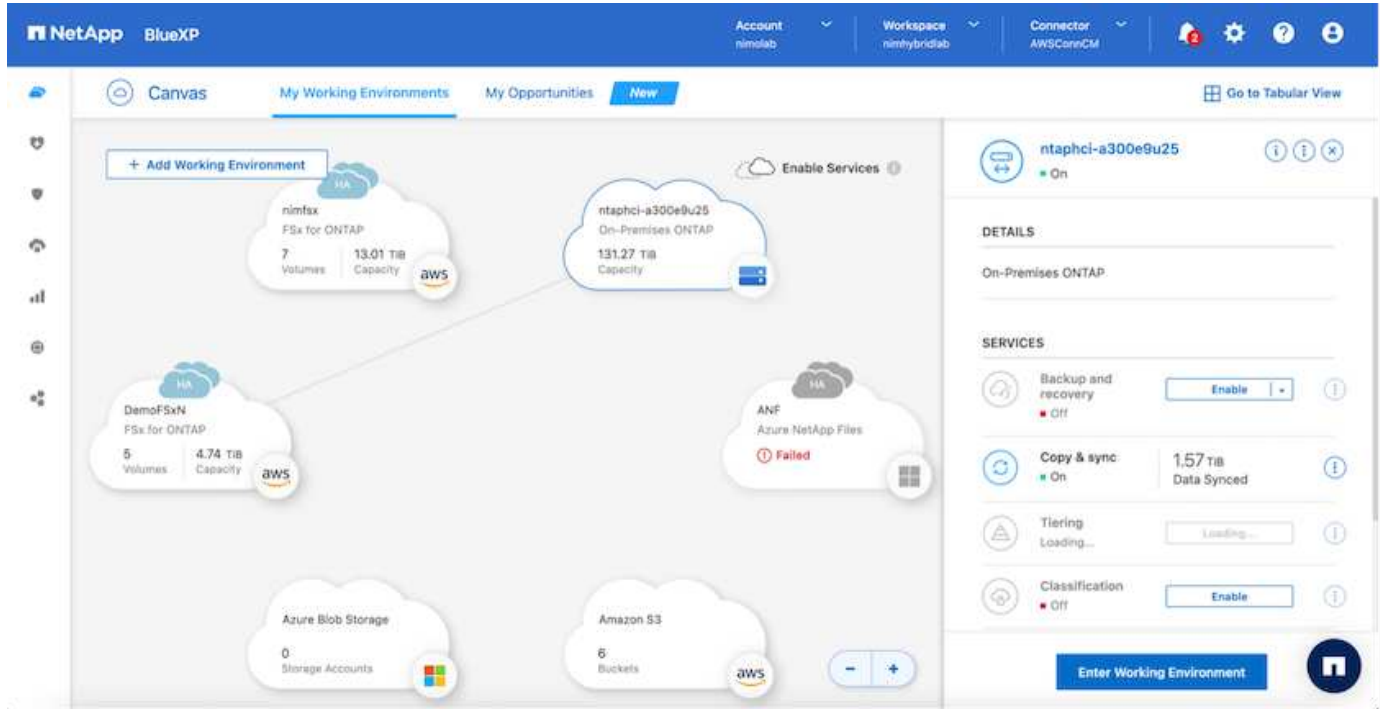 NetApp BlueXP
Account
nimolab
Workspace
nimhybridlab
Connector
AWSConnCM
2
Canvas
My Working Environments
My Opportunities
New
Go to Tabular View
+ Add Working Environment
Enable Services
HA
nimfsx
FSx for ONTAP
7 13.01 TiB
Volumes Capacity
aws
ntaphci-a300e9u25
On-Premises ONTAP
131.27 TiB
Capacity
HA
DemoFSxN
FSx for ONTAP
5 4.74 TiB
Volumes Capacity
aws
HA
ANF
Azure NetApp Files
Failed
Azure Blob Storage
0
Storage Accounts
Amazon S3
6
Buckets
aws
- +
ntaphci-a300e9u25
On
DETAILS
On-Premises ONTAP
SERVICES
Backup and
recovery
Off
Enable
Copy & sync
On
1.57 TiB
Data Synced
Tiering
Loading...
Loading...
Classification
Off
Enable
Enter Working Environment